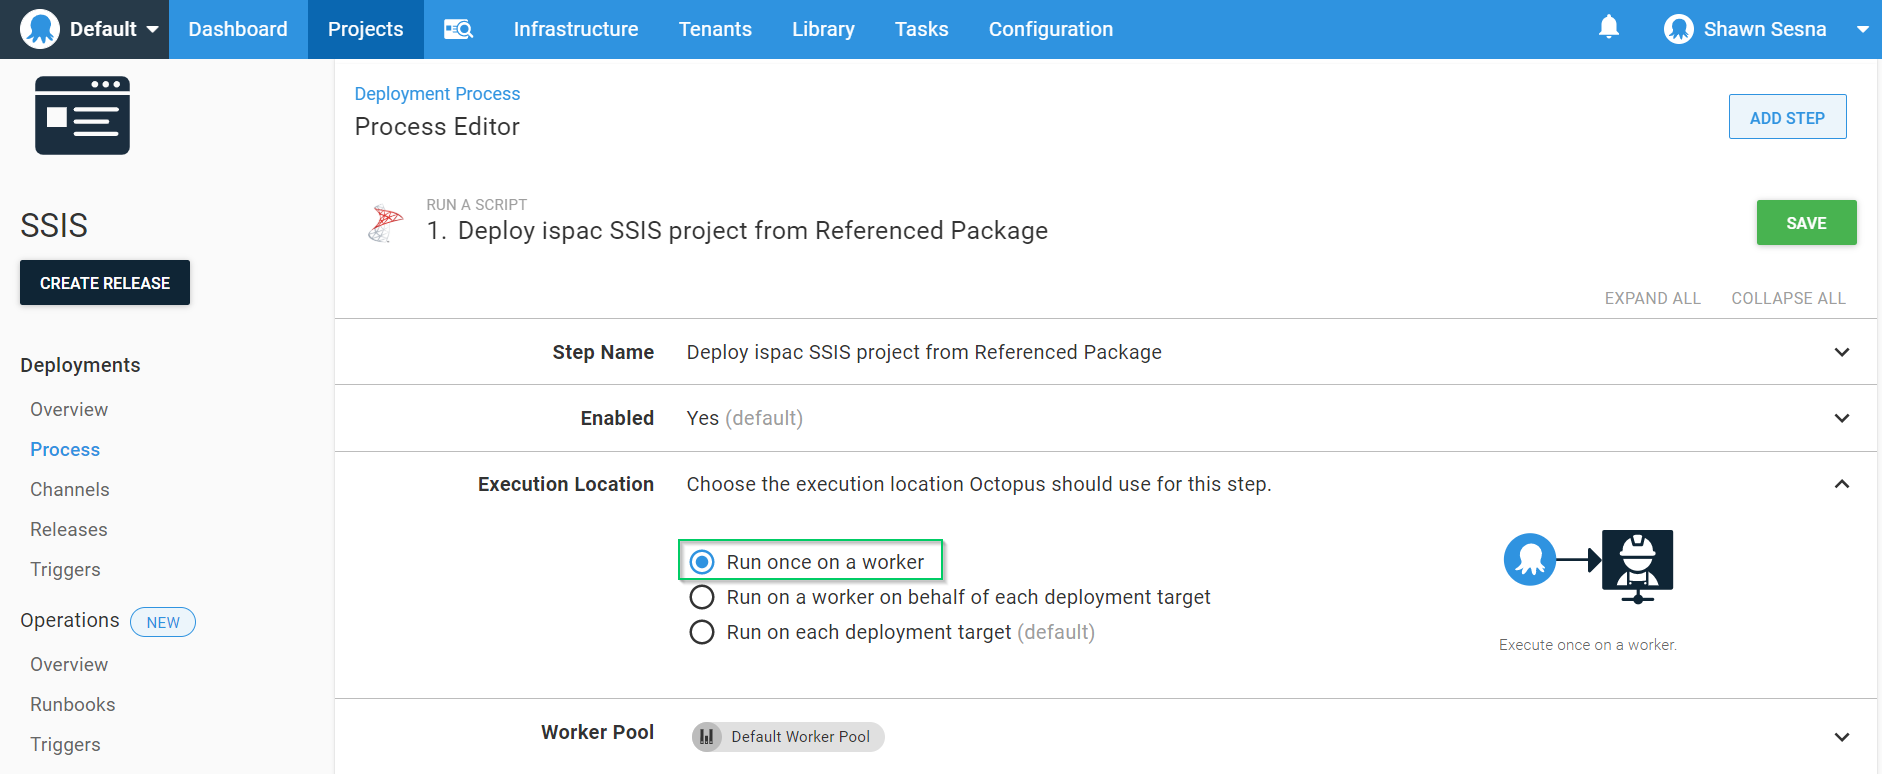 Default Dashboard Projects Infrastructure Tenants Library Tasks Configuration Shawn Sesna
SSIS
CREATE RELEASE
Deployments
Overview
Process
Channels
Releases
Triggers
Operations NEW
Overview
Runbooks
Triggers
Deployment Process
Process Editor
ADD STEP
RUN A SCRIPT
1. Deploy ispac SSIS project from Referenced Package
SAVE
EXPAND ALL COLLAPSE ALL
Step Name Deploy ispac SSIS project from Referenced Package
Enabled Yes (default)
Execution Location Choose the execution location Octopus should use for this step.
Run once on a worker
Run on a worker on behalf of each deployment target
Run on each deployment target (default)
Execute once on a worker.
Worker Pool Default Worker Pool